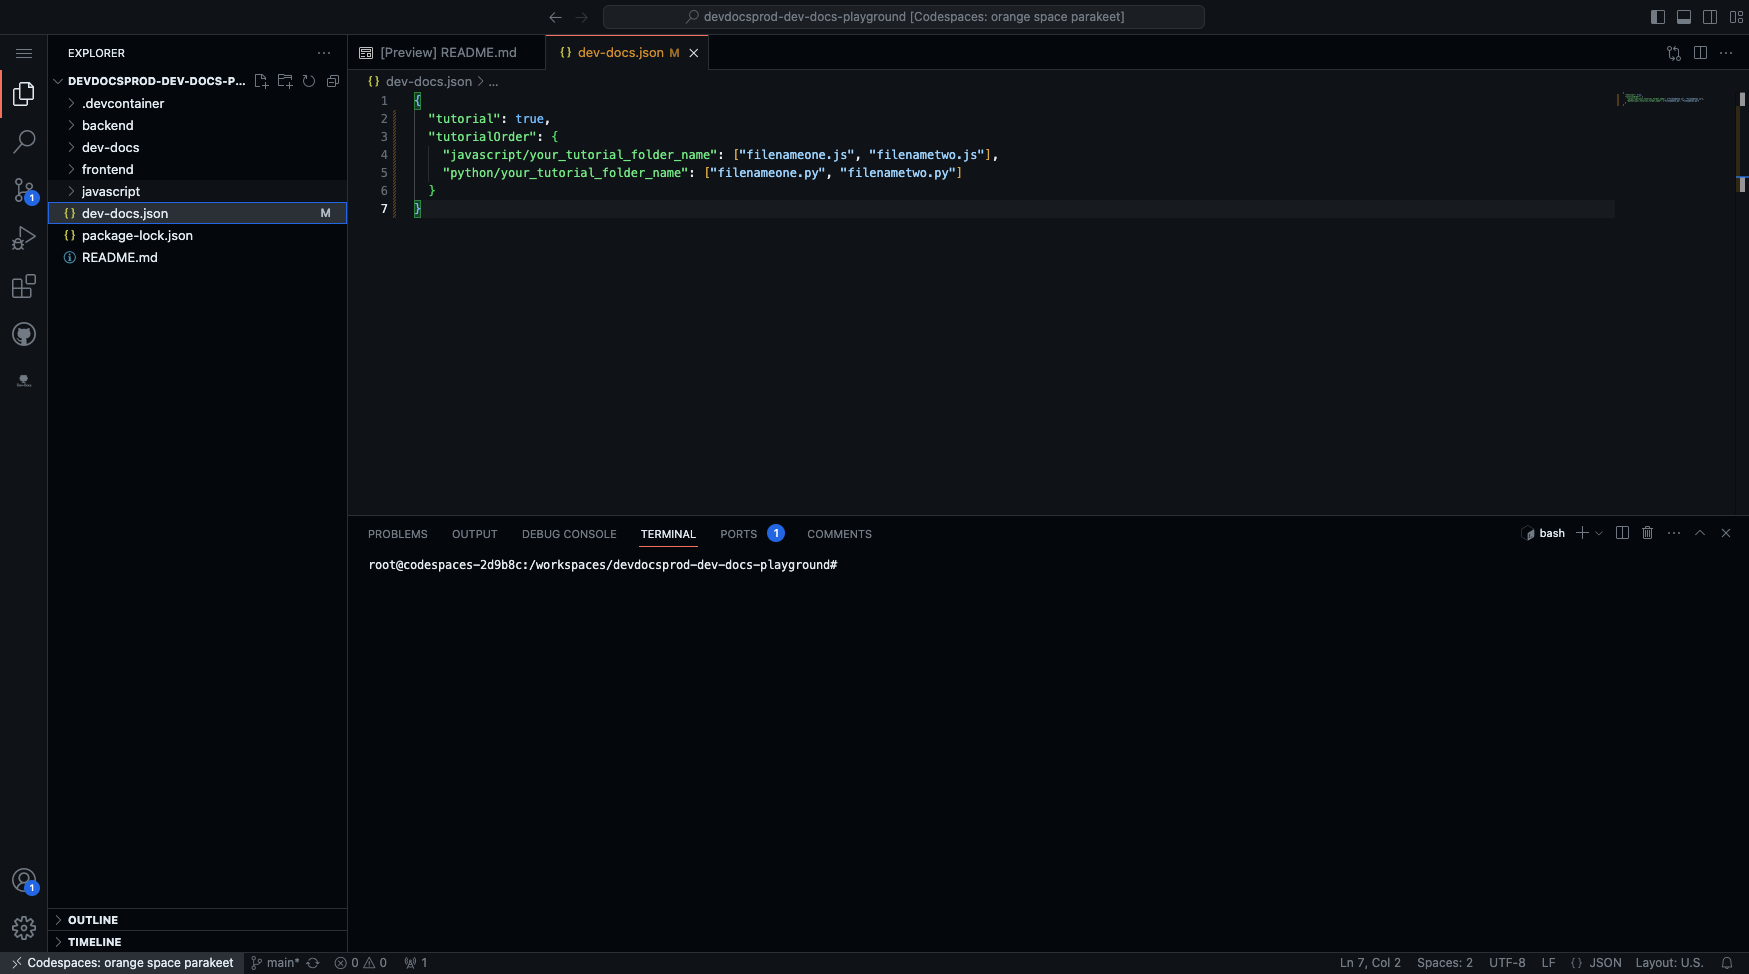 devdocsprod-dev-docs-playground [Codespaces: orange space parakeet]
EXPLORER
DEVDOCSPROD-DEV-DOCS-P...
.devcontainer
backend
dev-docs
frontend
javascript
{} dev-docs.json M
{} package-lock.json
README.md
OUTLINE
TIMELINE
1
1
[Preview] README.md
{} dev-docs.json M
{} dev-docs.json > ...
1 {
2 "tutorial": true,
3 "tutorialOrder": {
4 "javascript/your_tutorial_folder_name": ["filenameone.js", "filenametwo.js"],
5 "python/your_tutorial_folder_name": ["filenameone.py", "filenametwo.py"]
6 }
7 }
PROBLEMS OUTPUT DEBUG CONSOLE TERMINAL PORTS 1 COMMENTS
bash
root@codespaces-2d9b8c:/workspaces/devdocsprod-dev-docs-playground#
Codespaces: orange space parakeet main* 0 0 1
Ln 7, Col 2 Spaces: 2 UTF-8 LF {} JSON Layout: U.S.